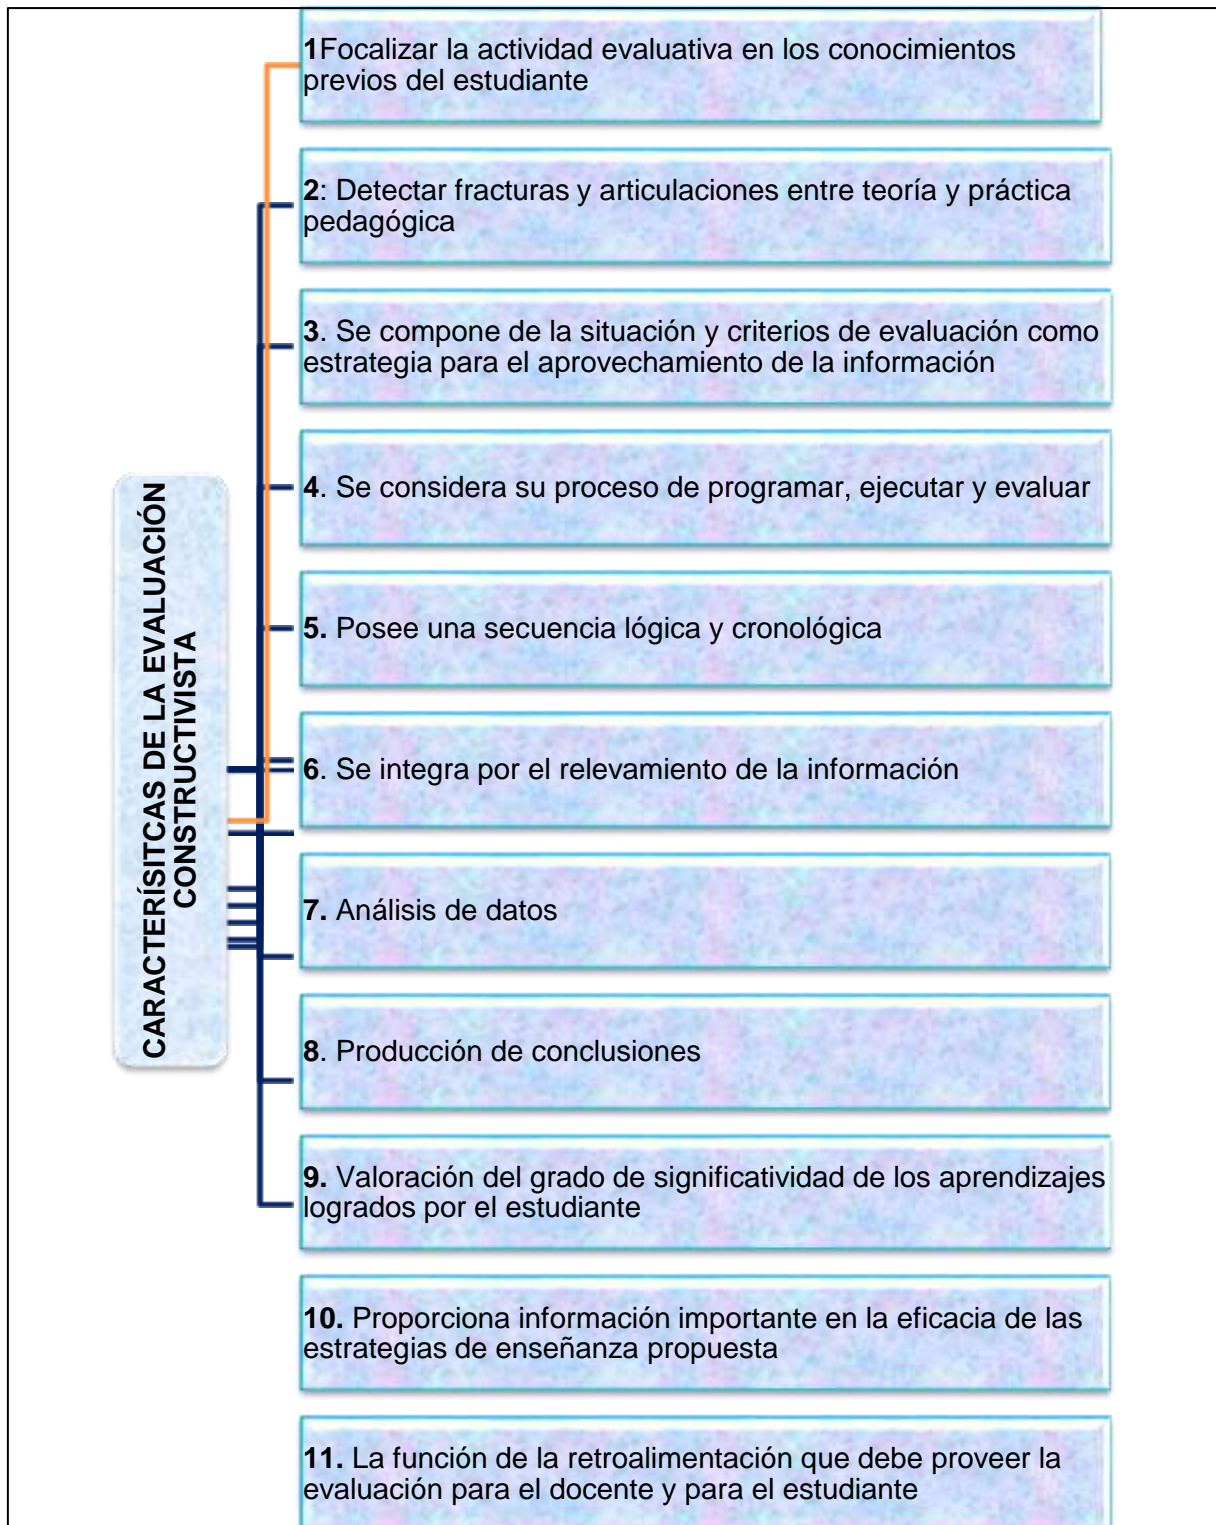 CARACTERÍSITCAS DE LA EVALUACIÓN
CONSTRUCTIVISTA
1Focalizar la actividad evaluativa en los conocimientos
previos del estudiante
2: Detectar fracturas y articulaciones entre teoría y práctica
pedagógica
3. Se compone de la situación y criterios de evaluación como
estrategia para el aprovechamiento de la información
4. Se considera su proceso de programar, ejecutar y evaluar
5. Posee una secuencia lógica y cronológica
6. Se integra por el relevamiento de la información
7. Análisis de datos
8. Producción de conclusiones
9. Valoración del grado de significatividad de los aprendizajes
logrados por el estudiante
10. Proporciona información importante en la eficacia de las
estrategias de enseñanza propuesta
11. La función de la retroalimentación que debe proveer la
evaluación para el docente y para el estudiante